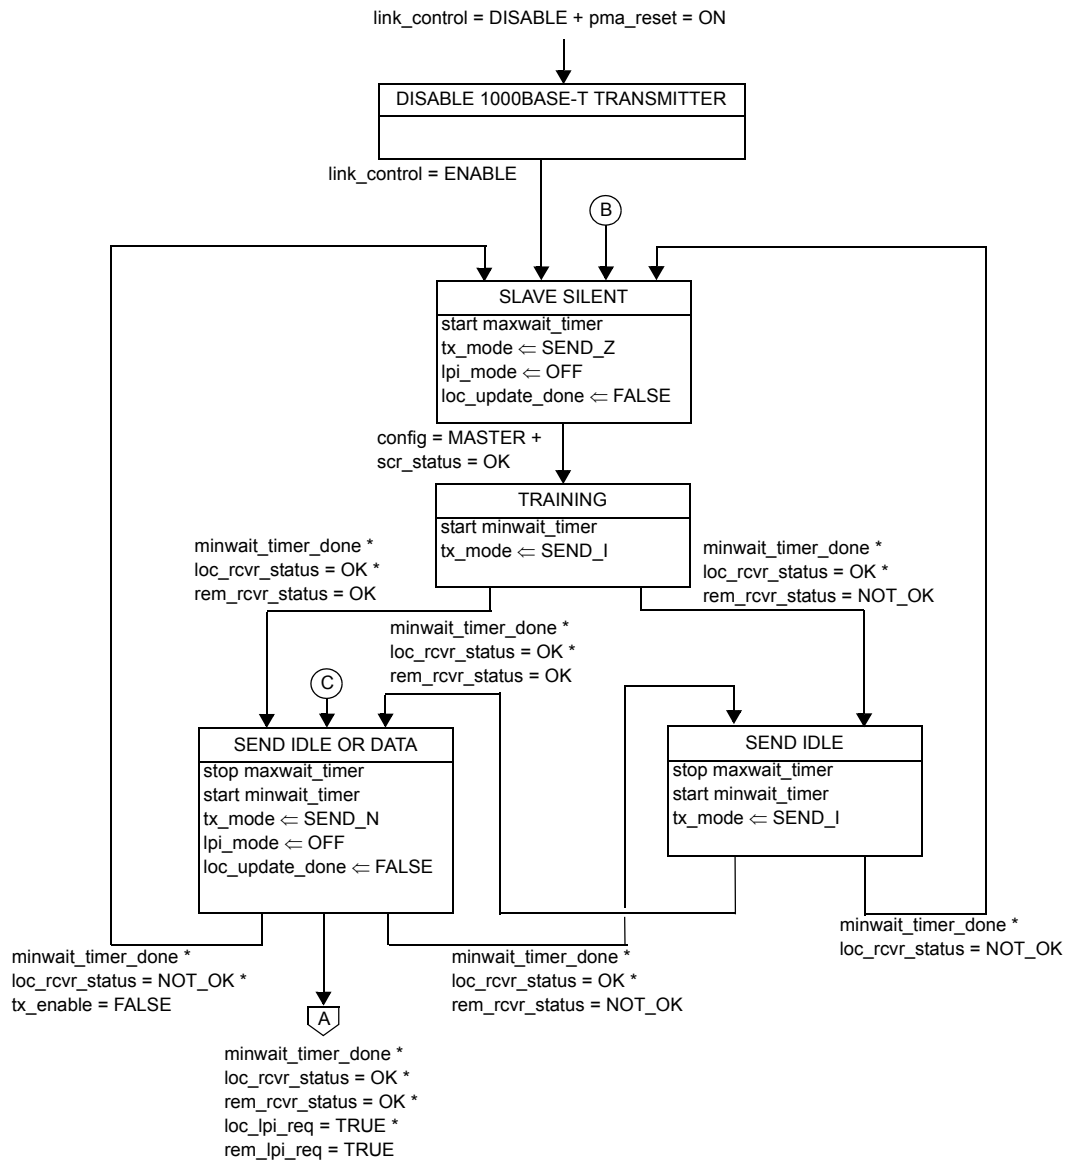 link_control = DISABLE + pma_reset = ON
DISABLE 1000BASE-T TRANSMITTER
link_control = ENABLE
B
SLAVE SILENT
start maxwait_timer
tx_mode ⇐ SEND_Z
lpi_mode ⇐ OFF
loc_update_done ⇐ FALSE
config = MASTER +
scr_status = OK
TRAINING
start minwait_timer
tx_mode ⇐ SEND_I
minwait_timer_done *
loc_rcvr_status = OK *
rem_rcvr_status = OK
minwait_timer_done *
loc_rcvr_status = OK *
rem_rcvr_status = NOT_OK
minwait_timer_done *
loc_rcvr_status = OK *
rem_rcvr_status = OK
C
SEND IDLE OR DATA
stop maxwait_timer
start minwait_timer
tx_mode ⇐ SEND_N
lpi_mode ⇐ OFF
loc_update_done ⇐ FALSE
SEND IDLE
stop maxwait_timer
start minwait_timer
tx_mode ⇐ SEND_I
minwait_timer_done *
loc_rcvr_status = NOT_OK *
tx_enable = FALSE
minwait_timer_done *
loc_rcvr_status = OK *
rem_rcvr_status = NOT_OK
minwait_timer_done *
loc_rcvr_status = NOT_OK
A
minwait_timer_done *
loc_rcvr_status = OK *
rem_rcvr_status = OK *
loc_lpi_req = TRUE *
rem_lpi_req = TRUE